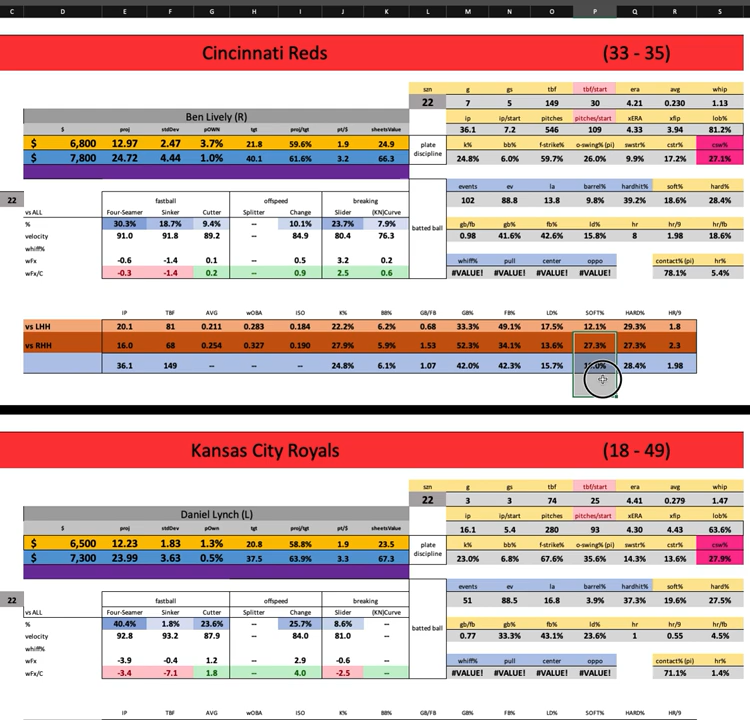 C D E F G H I J K L M N O P Q R S
Cincinnati Reds (33 - 35)
szn g gs tbf tbf/start era avg whip
22 7 5 149 30 4.21 0.230 1.13
Ben Lively (R) ip ip/start pitches pitches/start xERA xfip lob%
36.1 7.2 546 109 4.33 3.94 81.2%
$ proj stdDev pOWN tgt proj/tgt pt/$ sheetsValue
$ 6,800 12.97 2.47 3.7% 21.8 59.6% 1.9 24.9
plate discipline k% bb% f-strike% o-swing% (pi) swstr% cstr% csw%
$ 7,800 24.72 4.44 1.0% 40.1 61.6% 3.2 66.3 24.8% 6.0% 59.7% 26.0% 9.9% 17.2% 27.1%
events ev la barrel% hardhit% soft% hard%
22 fastball offspeed breaking 102 88.8 13.8 9.8% 39.2% 18.6% 28.4%
vs ALL Four-Seamer Sinker Cutter Splitter Change Slider (KN)Curve
% 30.3% 18.7% 9.4% -- 10.1% 23.7% 7.9% batted ball gb/fb gb% fb% ld% hr hr/9 hr/fb
velocity 91.0 91.8 89.2 -- 84.9 80.4 76.3 0.98 41.6% 42.6% 15.8% 8 1.98 18.6%
whiff%
wFx -0.6 -1.4 0.1 0.5 3.2 0.2 whiff% pull center oppo contact% (pi) hr%
wFx/C -0.3 -1.4 0.2 -- 0.9 2.5 0.6 #VALUE! #VALUE! #VALUE! #VALUE! 78.1% 5.4%
IP TBF AVG wOBA ISO K% BB% GB/FB GB% FB% LD% SOFT% HARD% HR/9
vs LHH 20.1 81 0.211 0.283 0.184 22.2% 6.2% 0.68 33.3% 49.1% 17.5% 12.1% 29.3% 1.8
vs RHH 16.0 68 0.254 0.327 0.190 27.9% 5.9% 1.53 52.3% 34.1% 13.6% 27.3% 27.3% 2.3
36.1 149 -- -- -- 24.8% 6.1% 1.07 42.0% 42.3% 15.7% 28.4% 1.98
Kansas City Royals (18 - 49)
szn g gs tbf tbf/start era avg whip
22 3 3 74 25 4.41 0.279 1.47
Daniel Lynch (L) ip ip/start pitches pitches/start xERA xfip lob%
16.1 5.4 280 93 4.30 4.43 63.6%
$ proj stdDev pOwn tgt proj/tgt pt/$ sheetsValue
$ 6,500 12.23 1.83 1.3% 20.8 58.8% 1.9 23.5
plate discipline k% bb% f-strike% o-swing% (pi) swstr% cstr% csw%
$ 7,300 23.99 3.63 0.5% 37.5 63.9% 3.3 67.3 23.0% 6.8% 67.6% 35.6% 14.3% 13.6% 27.9%
events ev la barrel% hardhit% soft% hard%
22 fastball offspeed breaking 51 88.5 16.8 3.9% 37.3% 19.6% 27.5%
vs ALL Four-Seamer Sinker Cutter Splitter Change Slider (KN)Curve
% 40.4% 1.8% 23.6% -- 25.7% 8.6% -- batted ball gb/fb gb% fb% ld% hr hr/9 hr/fb
velocity 92.8 93.2 87.9 -- 84.0 81.0 -- 0.77 33.3% 43.1% 23.6% 1 0.55 4.5%
whiff%
wFx -3.9 -0.4 1.2 2.9 -0.6 whiff% pull center oppo contact% (pi) hr%
wFx/C -3.4 -7.1 1.8 -- 4.0 -2.5 -- #VALUE! #VALUE! #VALUE! #VALUE! 71.1% 1.4%
IP TBF AVG wOBA ISO K% BB% GB/FB GB% FB% LD% SOFT% HARD% HR/9